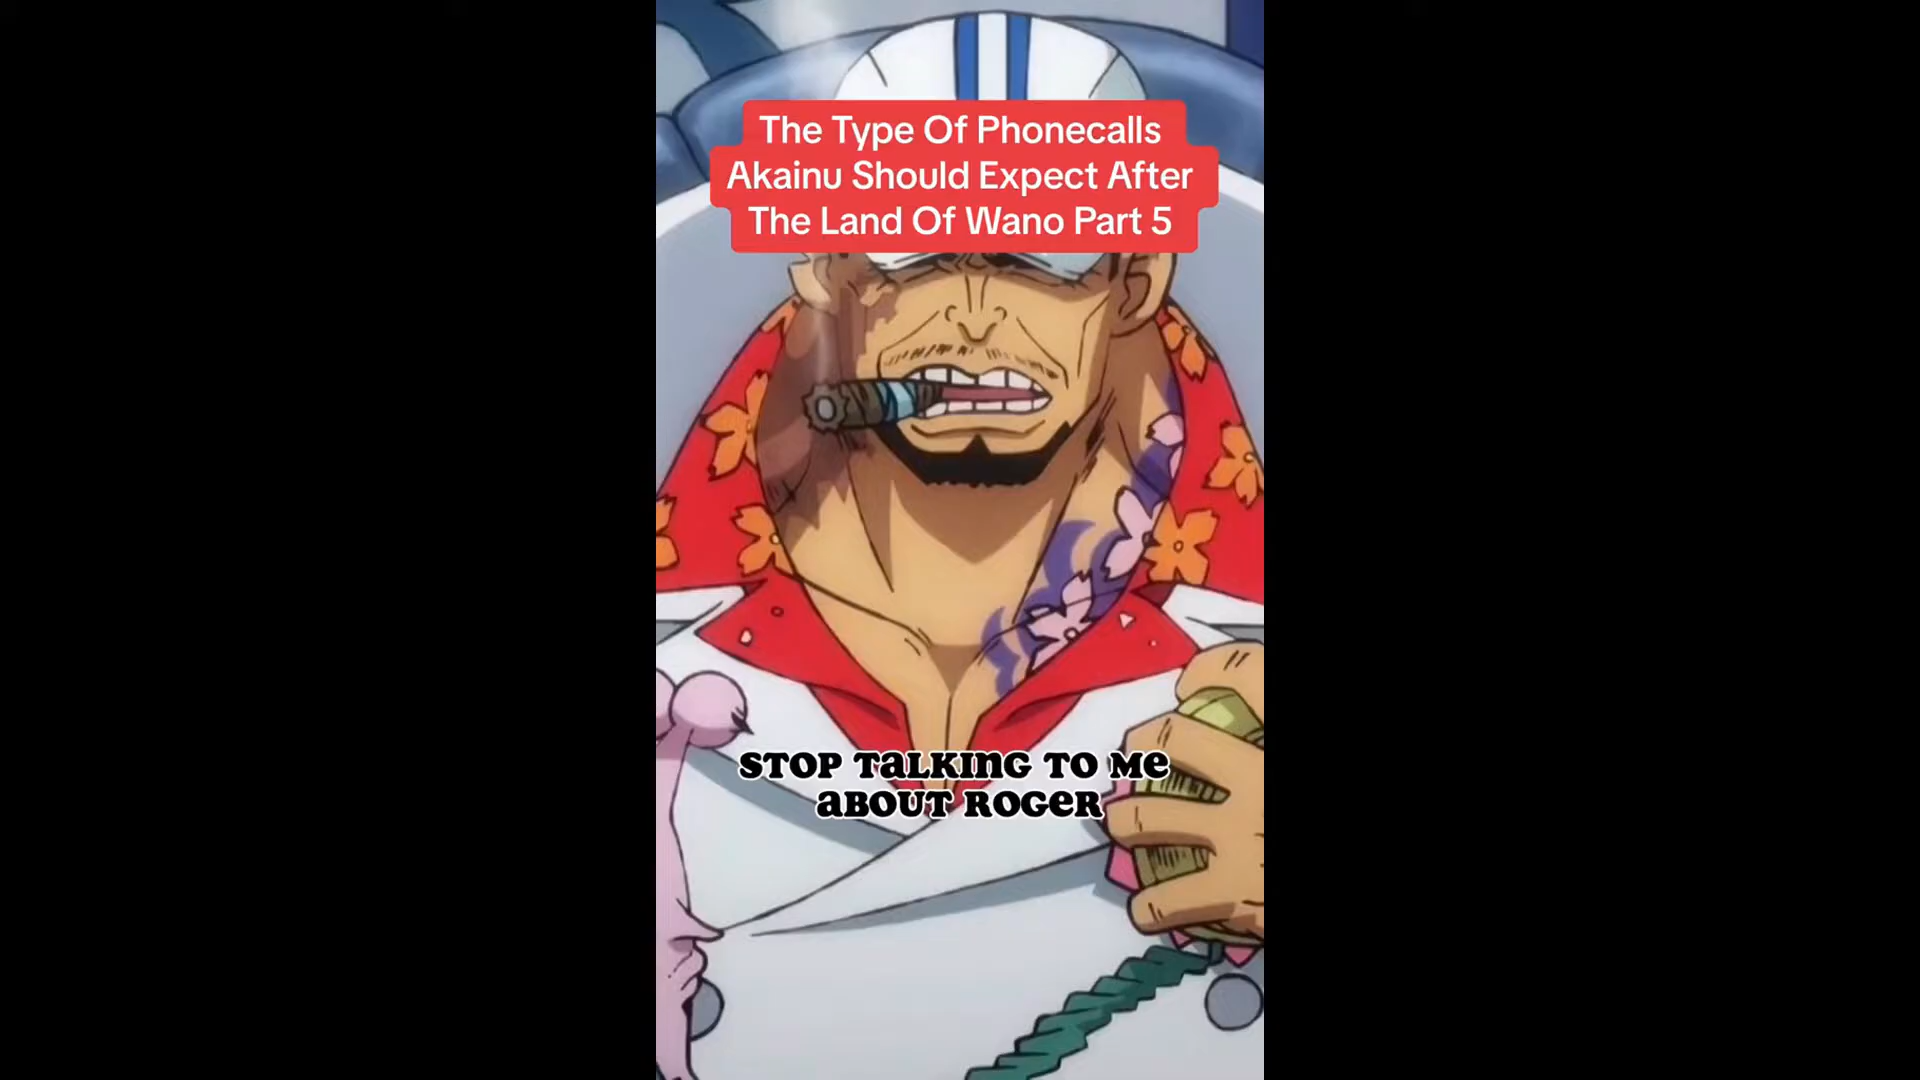 The Type Of Phonecalls
Akainu Should Expect After
The Land Of Wano Part 5
STOP TALKING TO ME
ABOUT ROGER